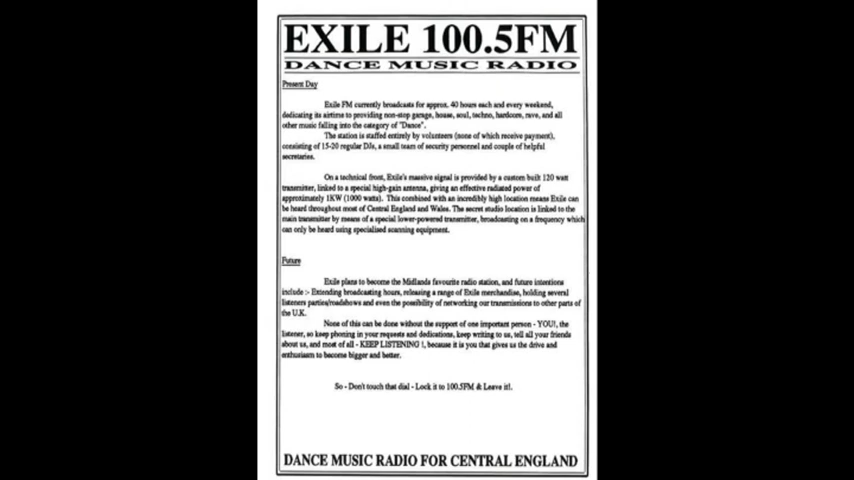 EXILE 100.5FM
DANCE MUSIC RADIO
Present Day
Exile FM currently broadcasts for approx. 40 hours each and every weekend,
dedicating its airtime to providing non-stop garage, house, soul, techno, hardcore, rave, and all
other music falling into the category of "Dance".
The station is staffed entirely by volunteers (none of which receive payment),
consisting of 15-20 regular DJs, a small team of security personnel and couple of helpful
secretaries.
On a technical front, Exile's massive signal is provided by a custom built 120 watt
transmitter, linked to a special high-gain antenna, giving an effective radiated power of
approximately 1KW (1000 watts). This combined with an incredibly high location means Exile can
be heard throughout most of Central England and Wales. The secret studio location is linked to the
main transmitter by means of a special lower-powered transmitter, broadcasting on a frequency which
can only be heard using specialised scanning equipment.
Future
Exile plans to become the Midlands favourite radio station, and future intentions
include :- Extending broadcasting hours, releasing a range of Exile merchandise, holding several
listeners parties/roadshows and even the possibility of networking our transmissions to other parts of
the U.K.
None of this can be done without the support of one important person - YOU!, the
listener, so keep phoning in your requests and dedications, keep writing to us, tell all your friends
about us, and most of all - KEEP LISTENING !, because it is you that gives us the drive and
enthusiasm to become bigger and better.
So - Don't touch that dial - Lock it to 100.5FM & Leave it!.
DANCE MUSIC RADIO FOR CENTRAL ENGLAND